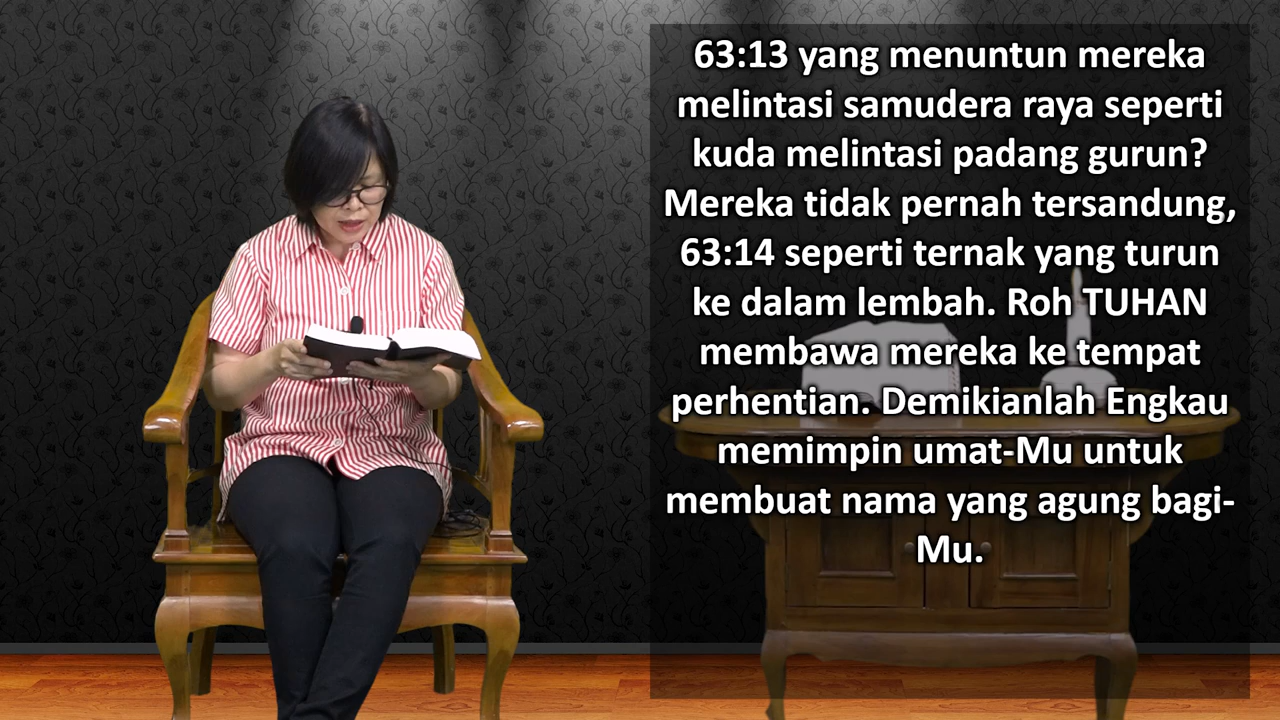 63:13 yang menuntun mereka
melintasi samudera raya seperti
kuda melintasi padang gurun?
Mereka tidak pernah tersandung,
63:14 seperti ternak yang turun
ke dalam lembah. Roh TUHAN
membawa mereka ke tempat
perhentian. Demikianlah Engkau
memimpin umat-Mu untuk
membuat nama yang agung bagi-
Mu.